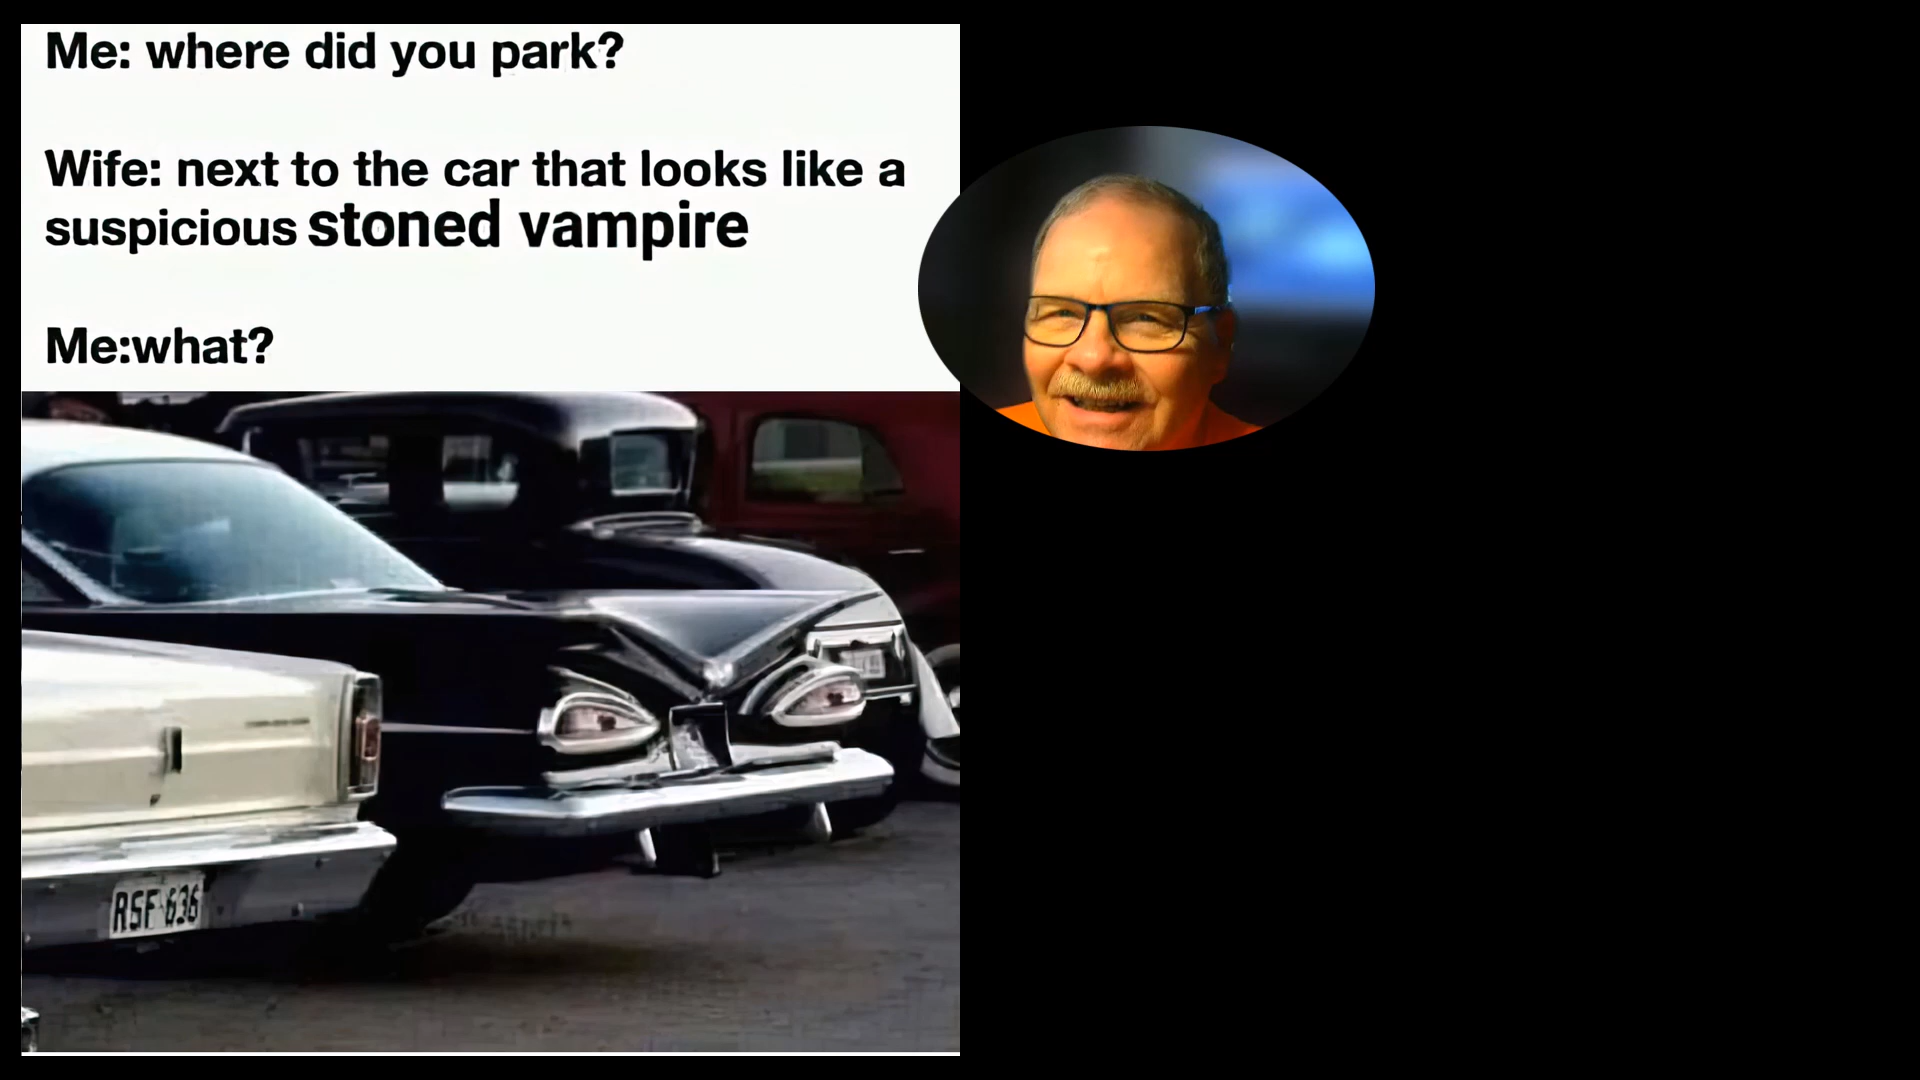 Me: where did you park?
Wife: next to the car that looks like a
suspicious stoned vampire
Me:what?
RSF 636